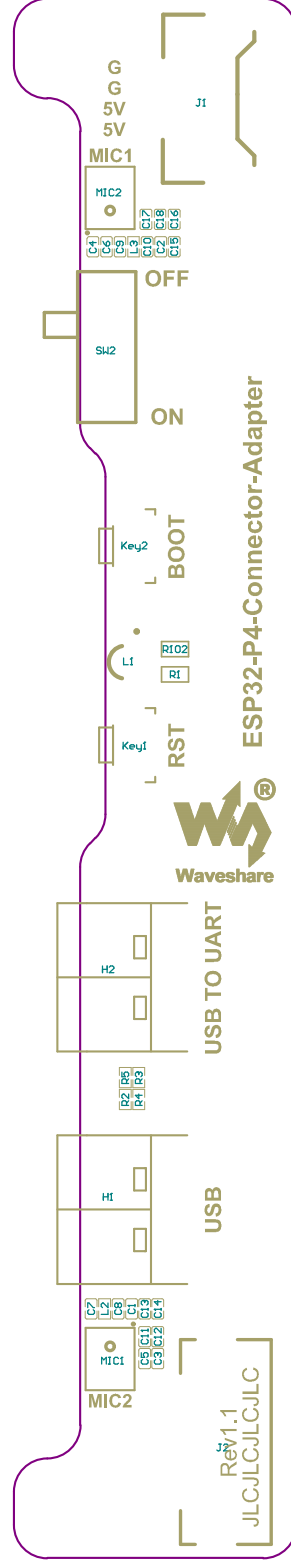 G
G
5V
5V
J1
MIC1
MIC2
C17
C18
C16
C4
C6
C9
L3
C10
C2
C15
OFF
SW2
ON
ESP32-P4-Connector-Adapter
Key2
BOOT
L1
R102
R1
Key1
RST
®
Waveshare
H2
USB TO UART
R5
R3
R2
R4
H1
USB
C7
L2
C8
C1
C13
C14
C11
C12
C5
C3
MIC1
MIC2
J2
Rev1.1
JLCJLCJLCJLC